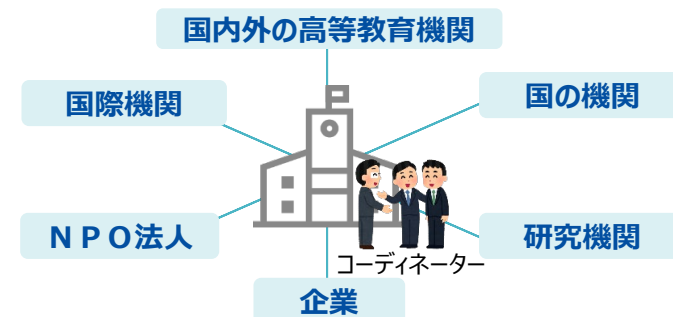 国内外の高等教育機関
国際機関
国の機関
ＮＰＯ法人
研究機関
コーディネーター
企業